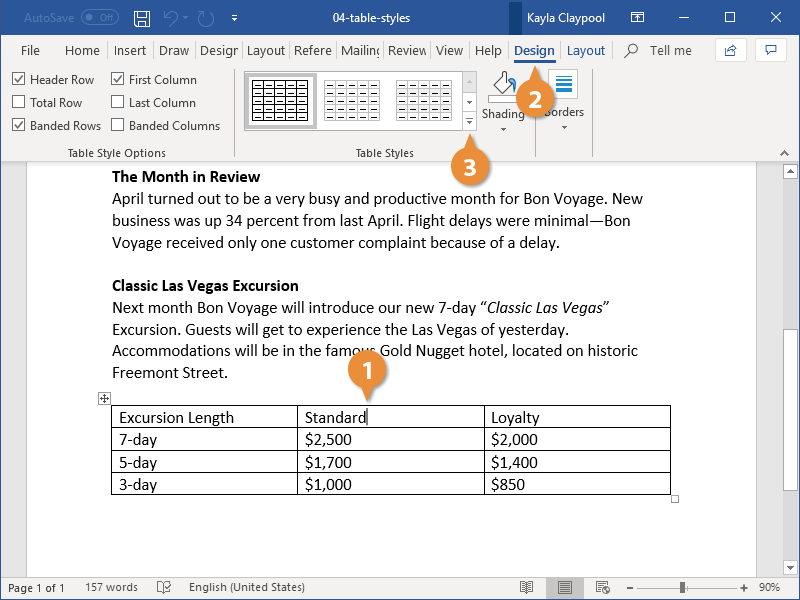 AutoSave Off 04-table-styles Kayla Claypool
File Home Insert Draw Design Layout Refere Mailing Review View Help Design Layout Tell me
Header Row First Column
Total Row Last Column
Banded Rows Banded Columns
Shading Borders
2
Table Style Options Table Styles
3
The Month in Review
April turned out to be a very busy and productive month for Bon Voyage. New
business was up 34 percent from last April. Flight delays were minimal—Bon
Voyage received only one customer complaint because of a delay.
Classic Las Vegas Excursion
Next month Bon Voyage will introduce our new 7-day “Classic Las Vegas”
Excursion. Guests will get to experience the Las Vegas of yesterday.
Accommodations will be in the famous Gold Nugget hotel, located on historic
Freemont Street.
1
Excursion Length Standard Loyalty
7-day $2,500 $2,000
5-day $1,700 $1,400
3-day $1,000 $850
Page 1 of 1 157 words English (United States) 90%